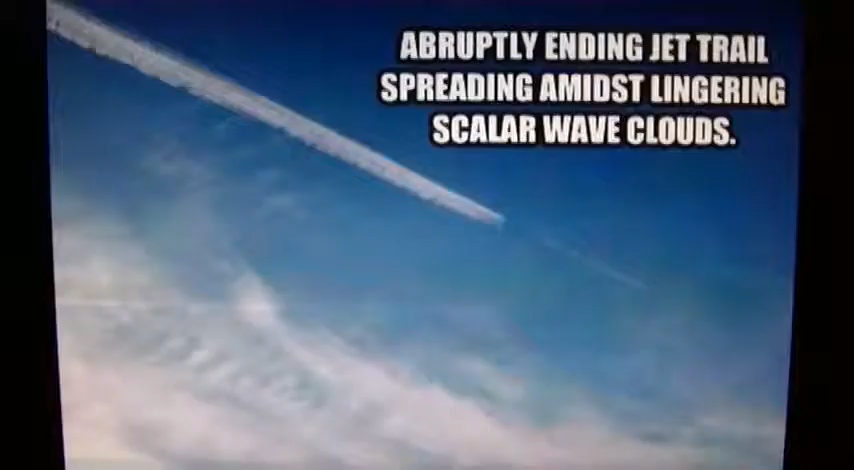 ABRUPTLY ENDING JET TRAIL
SPREADING AMIDST LINGERING
SCALAR WAVE CLOUDS.